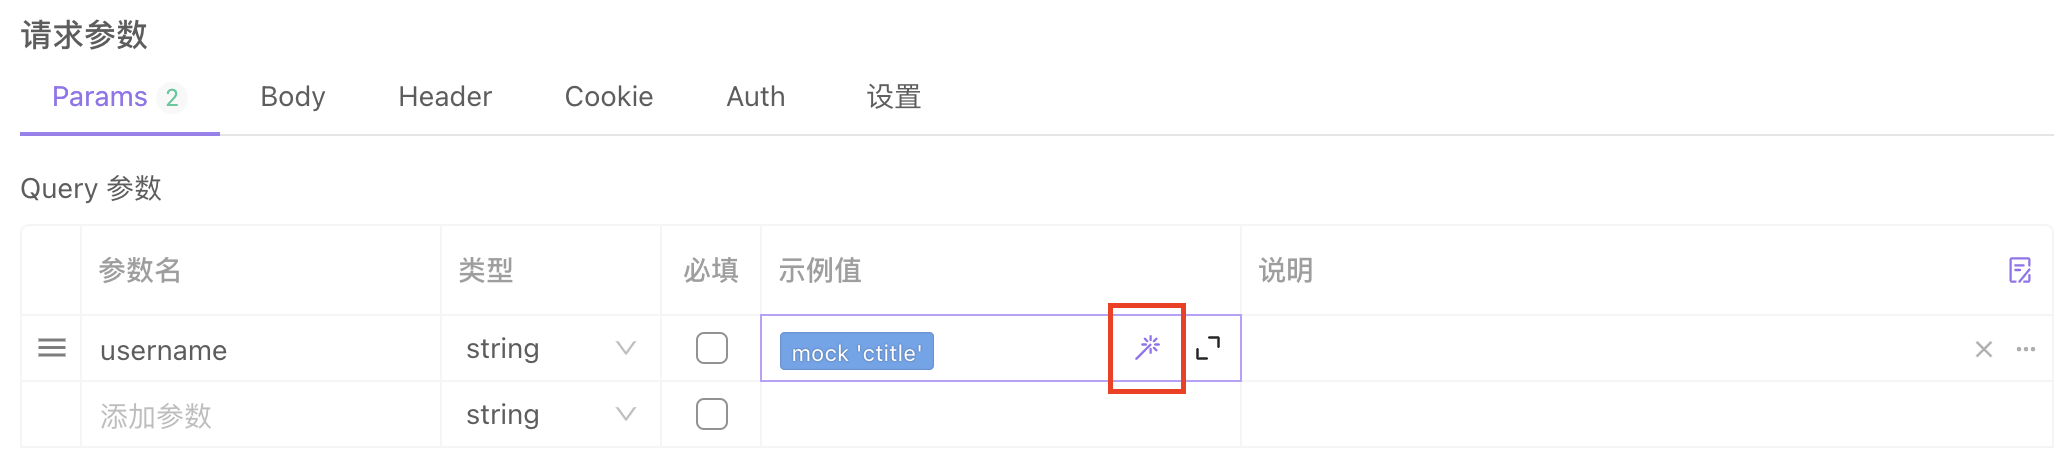 请求参数
Params 2 Body Header Cookie Auth 设置
Query 参数
参数名 类型 必填 示例值 说明
username string mock 'ctitle'
添加参数 string